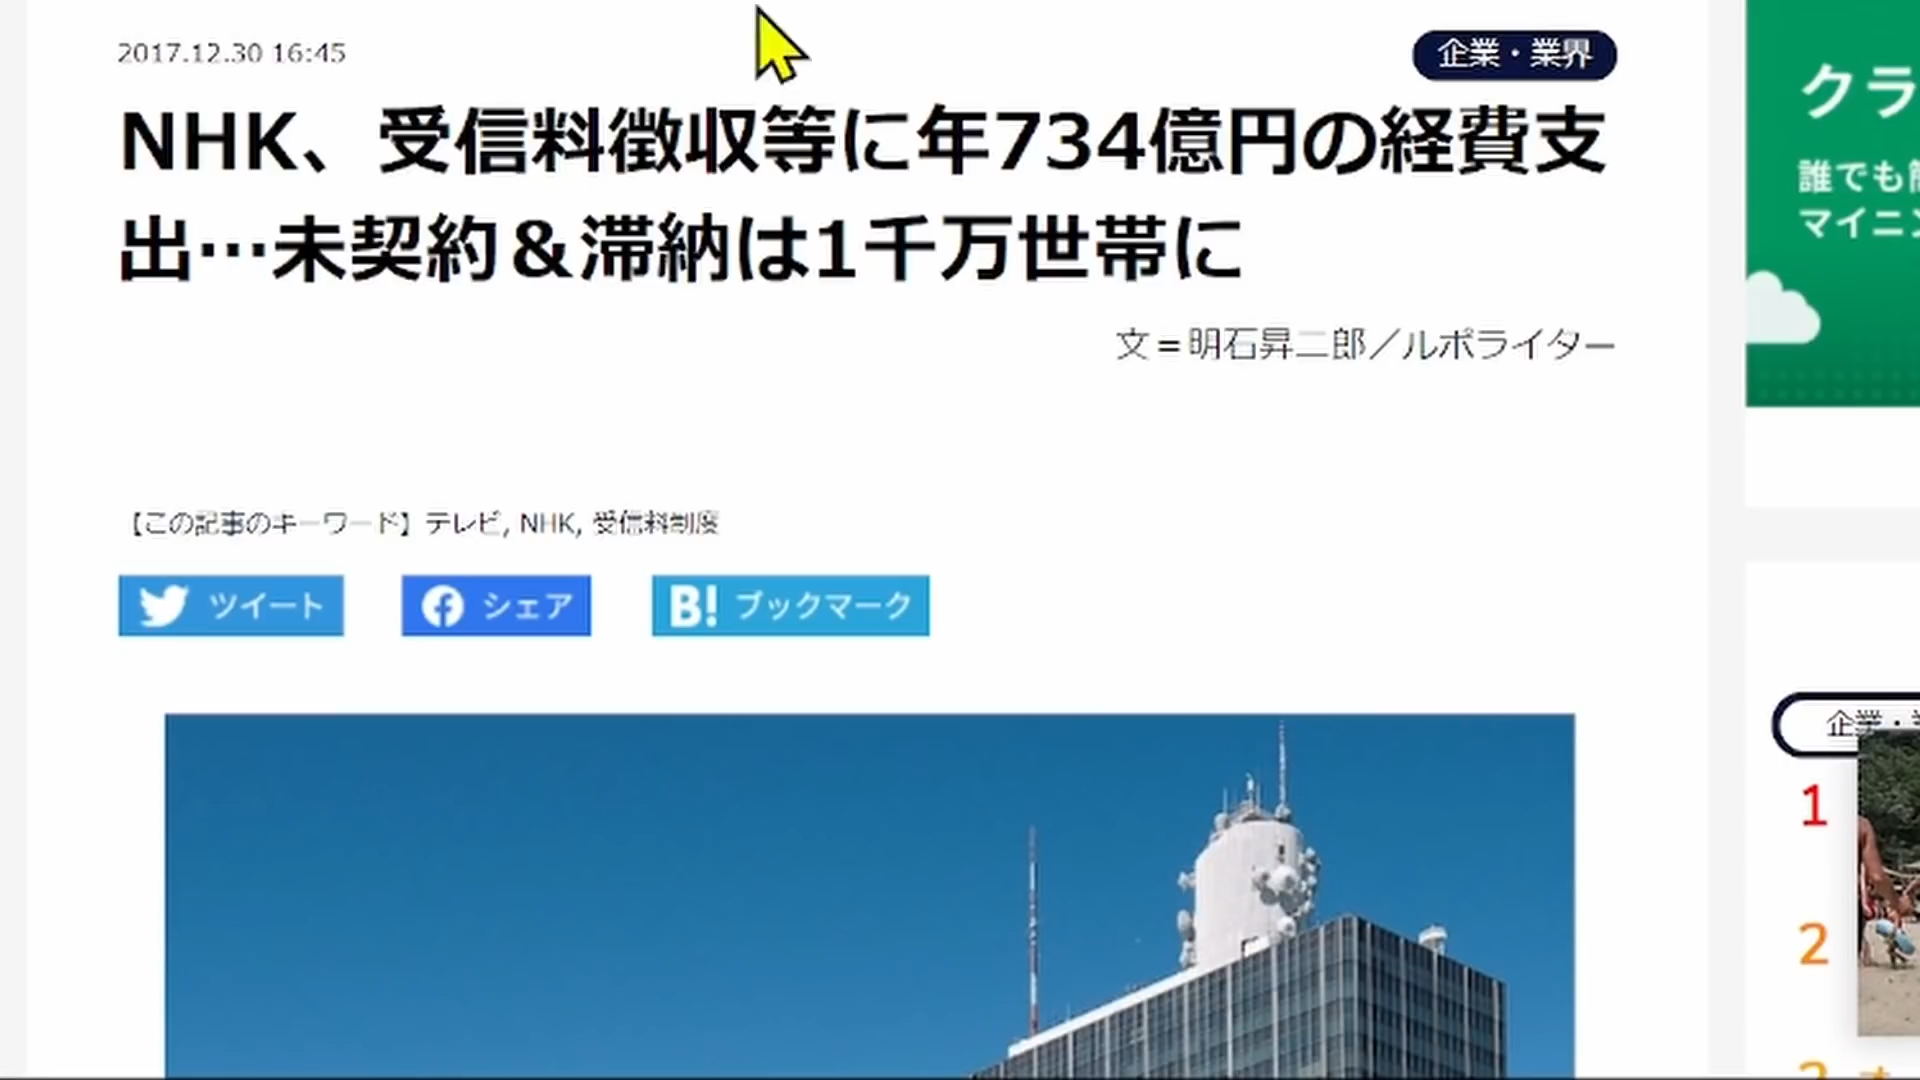 2017.12.30 16:45
企業・業界
NHK、受信料徴収等に年734億円の経費支
出…未契約＆滞納は1千万世帯に
文＝明石昇二郎／ルポライター
【この記事のキーワード】テレビ, NHK, 受信料制度
ツイート
シェア
B! ブックマーク
クラ
誰でも
マイニン
企業・
1
2